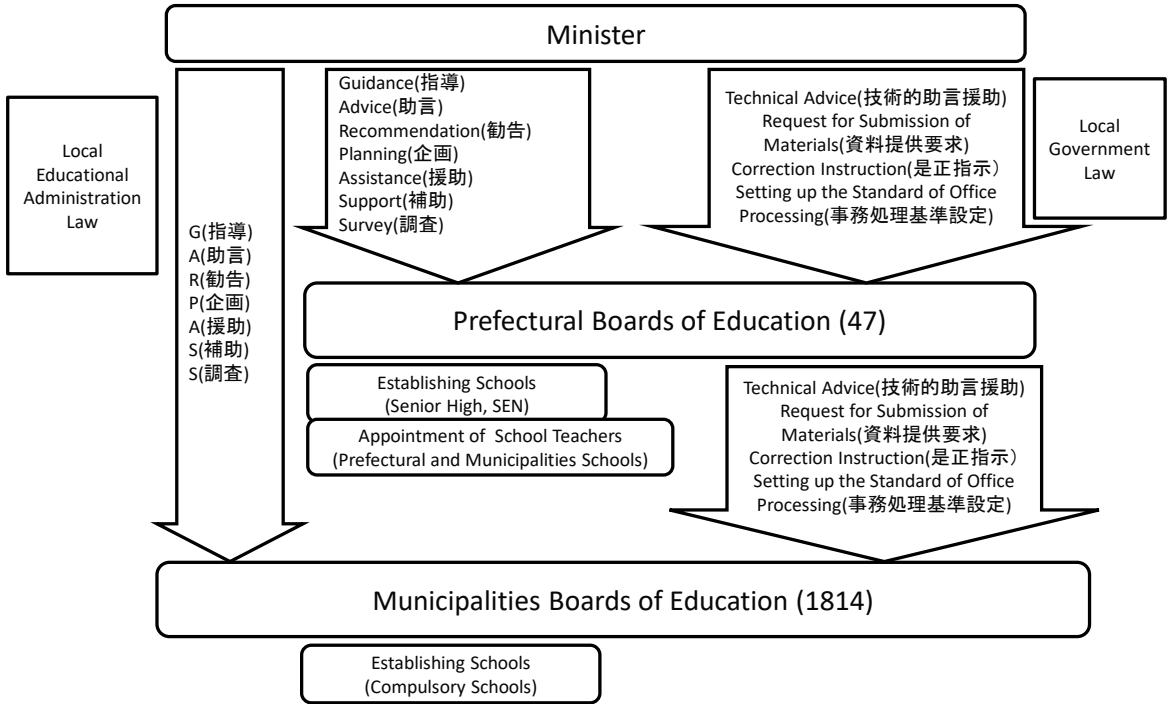 Minister
Local
Educational
Administration
Law
G(指導)
A(助言)
R(勧告)
P(企画)
A(援助)
S(補助)
S(調査)
Guidance(指導)
Advice(助言)
Recommendation(勧告)
Planning(企画)
Assistance(援助)
Support(補助)
Survey(調査)
Technical Advice(技術的助言援助)
Request for Submission of
Materials(資料提供要求)
Correction Instruction(是正指示)
Setting up the Standard of Office
Processing(事務処理基準設定)
Local
Government
Law
Prefectural Boards of Education (47)
Establishing Schools
(Senior High, SEN)
Appointment of School Teachers
(Prefectural and Municipalities Schools)
Technical Advice(技術的助言援助)
Request for Submission of
Materials(資料提供要求)
Correction Instruction(是正指示)
Setting up the Standard of Office
Processing(事務処理基準設定)
Municipalities Boards of Education (1814)
Establishing Schools
(Compulsory Schools)